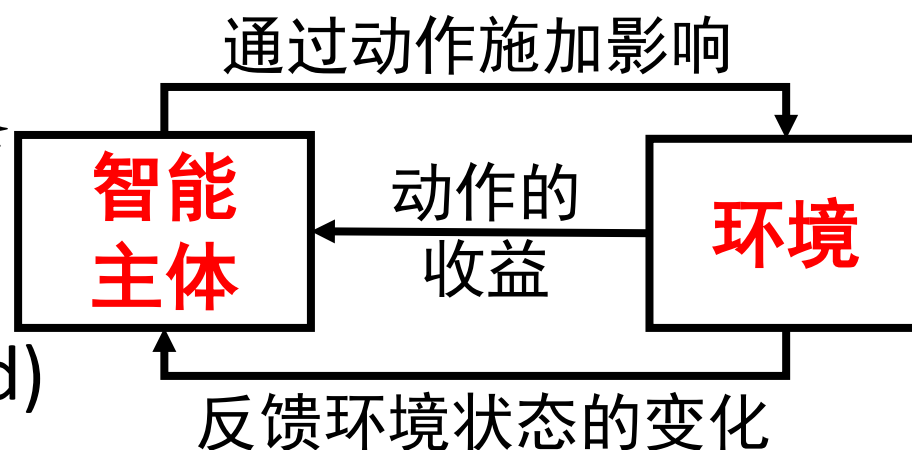 通过动作施加影响
智能
主体
动作的
收益
环境
d)
反馈环境状态的变化